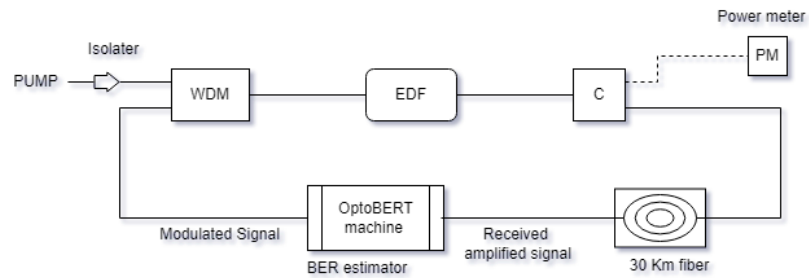 Power meter
Isolater
PUMP
WDM
EDF
C
PM
OptoBERT
machine
Modulated Signal
Received
amplified signal
BER estimator
30 Km fiber